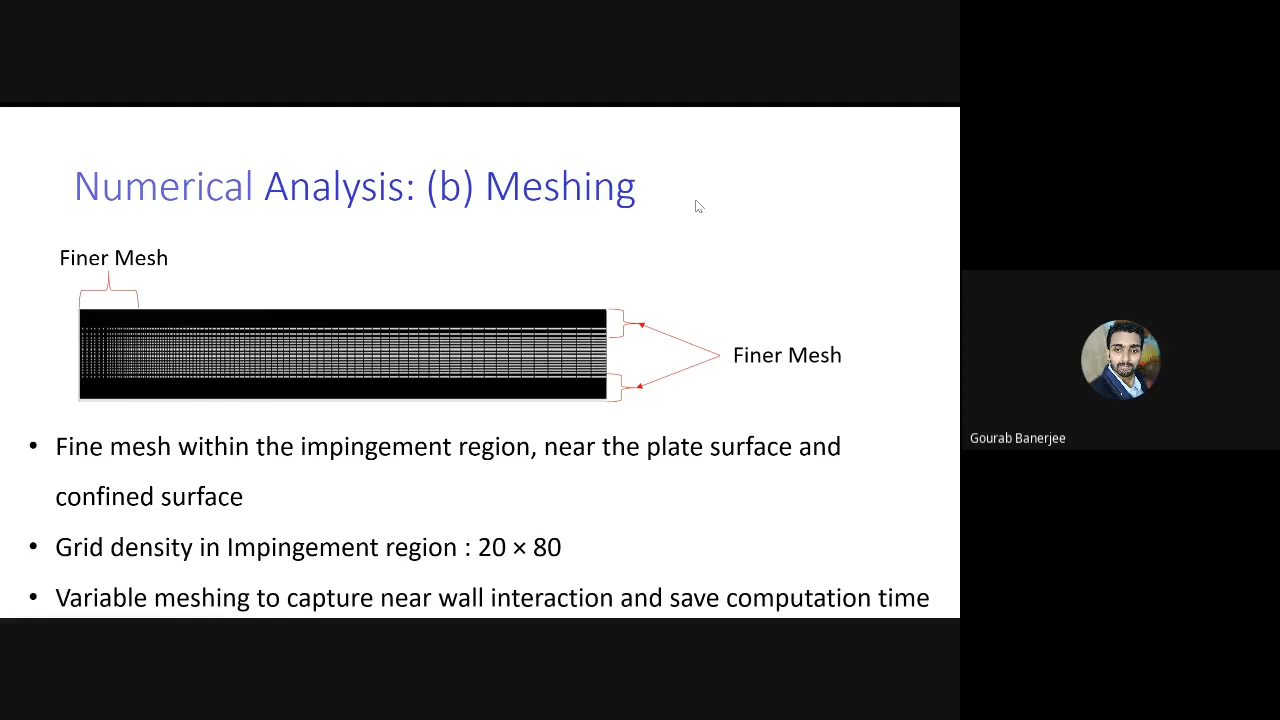 Numerical Analysis: (b) Meshing
Finer Mesh
Finer Mesh
• Fine mesh within the impingement region, near the plate surface and
confined surface
• Grid density in Impingement region : 20 × 80
• Variable meshing to capture near wall interaction and save computation time
Gourab Banerjee